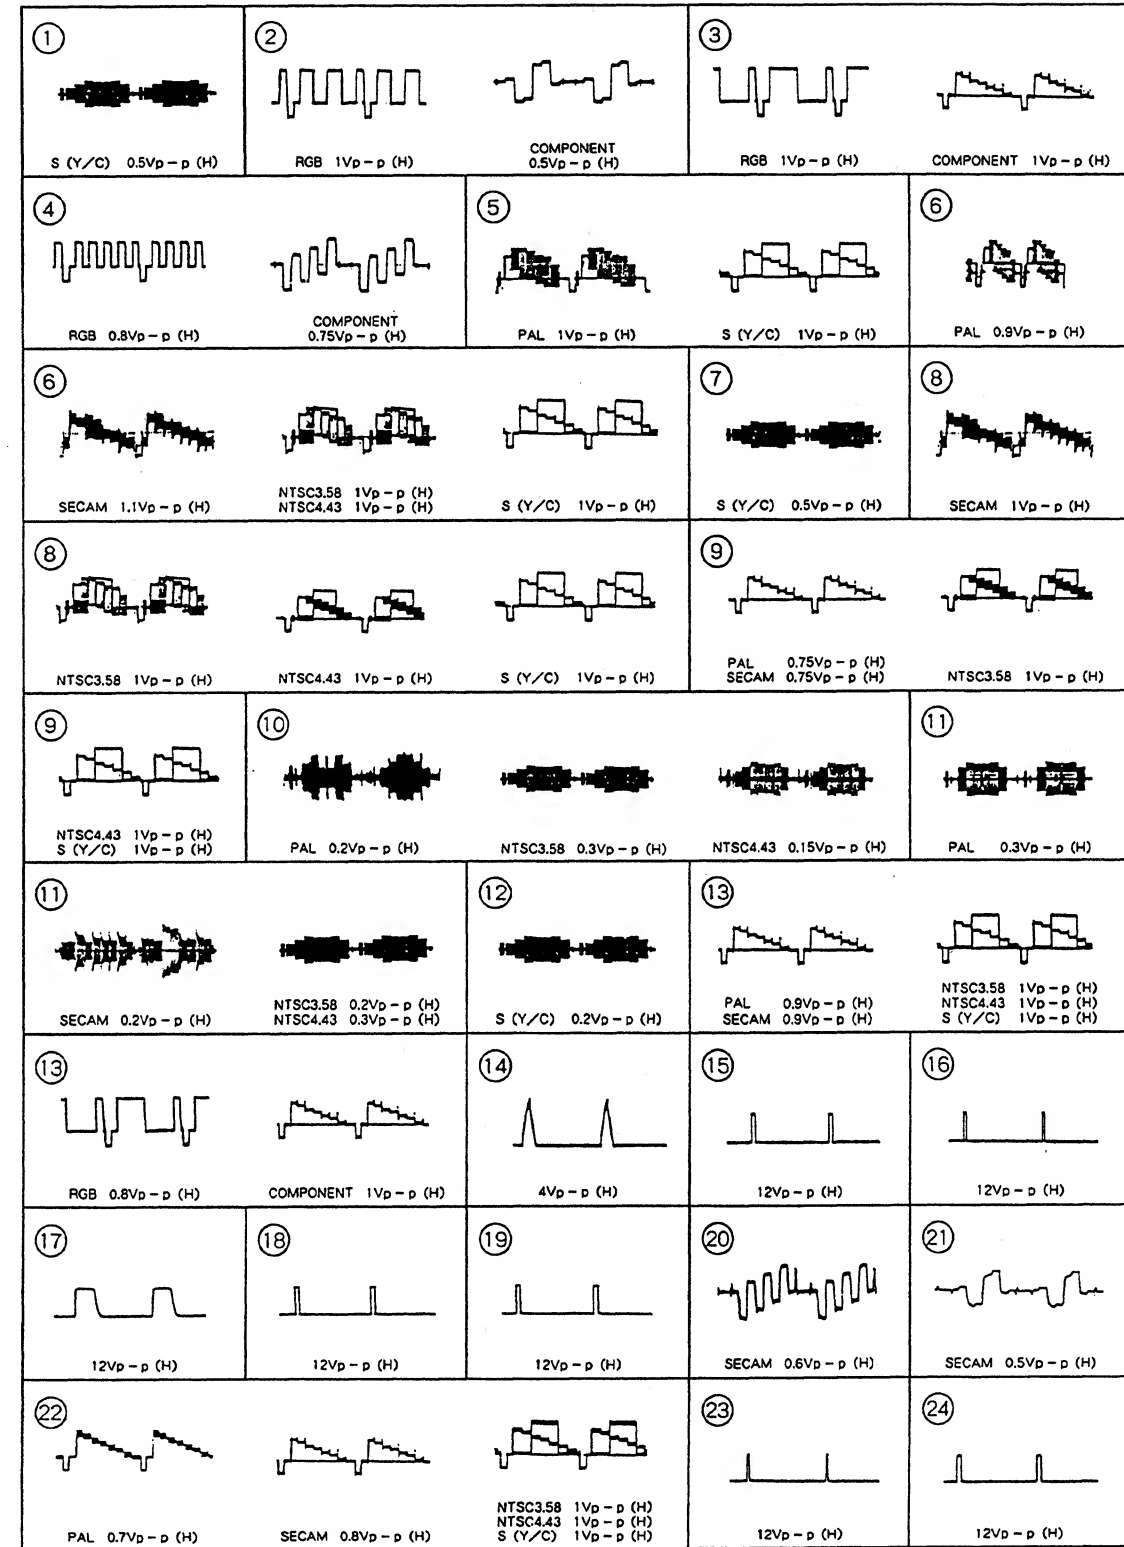 ①
S (Y/C) 0.5Vp-p (H)
②
RGB 1Vp-p (H)
COMPONENT
0.5Vp-p (H)
③
RGB 1Vp-p (H)
COMPONENT 1Vp-p (H)
④
RGB 0.8Vp-p (H)
COMPONENT
0.75Vp-p (H)
⑤
PAL 1Vp-p (H)
S (Y/C) 1Vp-p (H)
⑥
PAL 0.9Vp-p (H)
⑥
SECAM 1.1Vp-p (H)
NTSC3.58 1Vp-p (H)
NTSC4.43 1Vp-p (H)
S (Y/C) 1Vp-p (H)
⑦
S (Y/C) 0.5Vp-p (H)
⑧
SECAM 1Vp-p (H)
⑧
NTSC3.58 1Vp-p (H)
NTSC4.43 1Vp-p (H)
S (Y/C) 1Vp-p (H)
⑨
PAL 0.75Vp-p (H)
SECAM 0.75Vp-p (H)
NTSC3.58 1Vp-p (H)
⑨
NTSC4.43 1Vp-p (H)
S (Y/C) 1Vp-p (H)
⑩
PAL 0.2Vp-p (H)
NTSC3.58 0.3Vp-p (H)
NTSC4.43 0.15Vp-p (H)
⑪
PAL 0.3Vp-p (H)
⑪
SECAM 0.2Vp-p (H)
NTSC3.58 0.2Vp-p (H)
NTSC4.43 0.3Vp-p (H)
⑫
S (Y/C) 0.2Vp-p (H)
⑬
PAL 0.9Vp-p (H)
SECAM 0.9Vp-p (H)
NTSC3.58 1Vp-p (H)
NTSC4.43 1Vp-p (H)
S (Y/C) 1Vp-p (H)
⑬
RGB 0.8Vp-p (H)
COMPONENT 1Vp-p (H)
⑭
4Vp-p (H)
⑮
12Vp-p (H)
⑯
12Vp-p (H)
⑰
12Vp-p (H)
⑱
12Vp-p (H)
⑲
12Vp-p (H)
⑳
SECAM 0.6Vp-p (H)
㉑
SECAM 0.5Vp-p (H)
㉒
PAL 0.7Vp-p (H)
SECAM 0.8Vp-p (H)
NTSC3.58 1Vp-p (H)
NTSC4.43 1Vp-p (H)
S (Y/C) 1Vp-p (H)
㉓
12Vp-p (H)
㉔
12Vp-p (H)